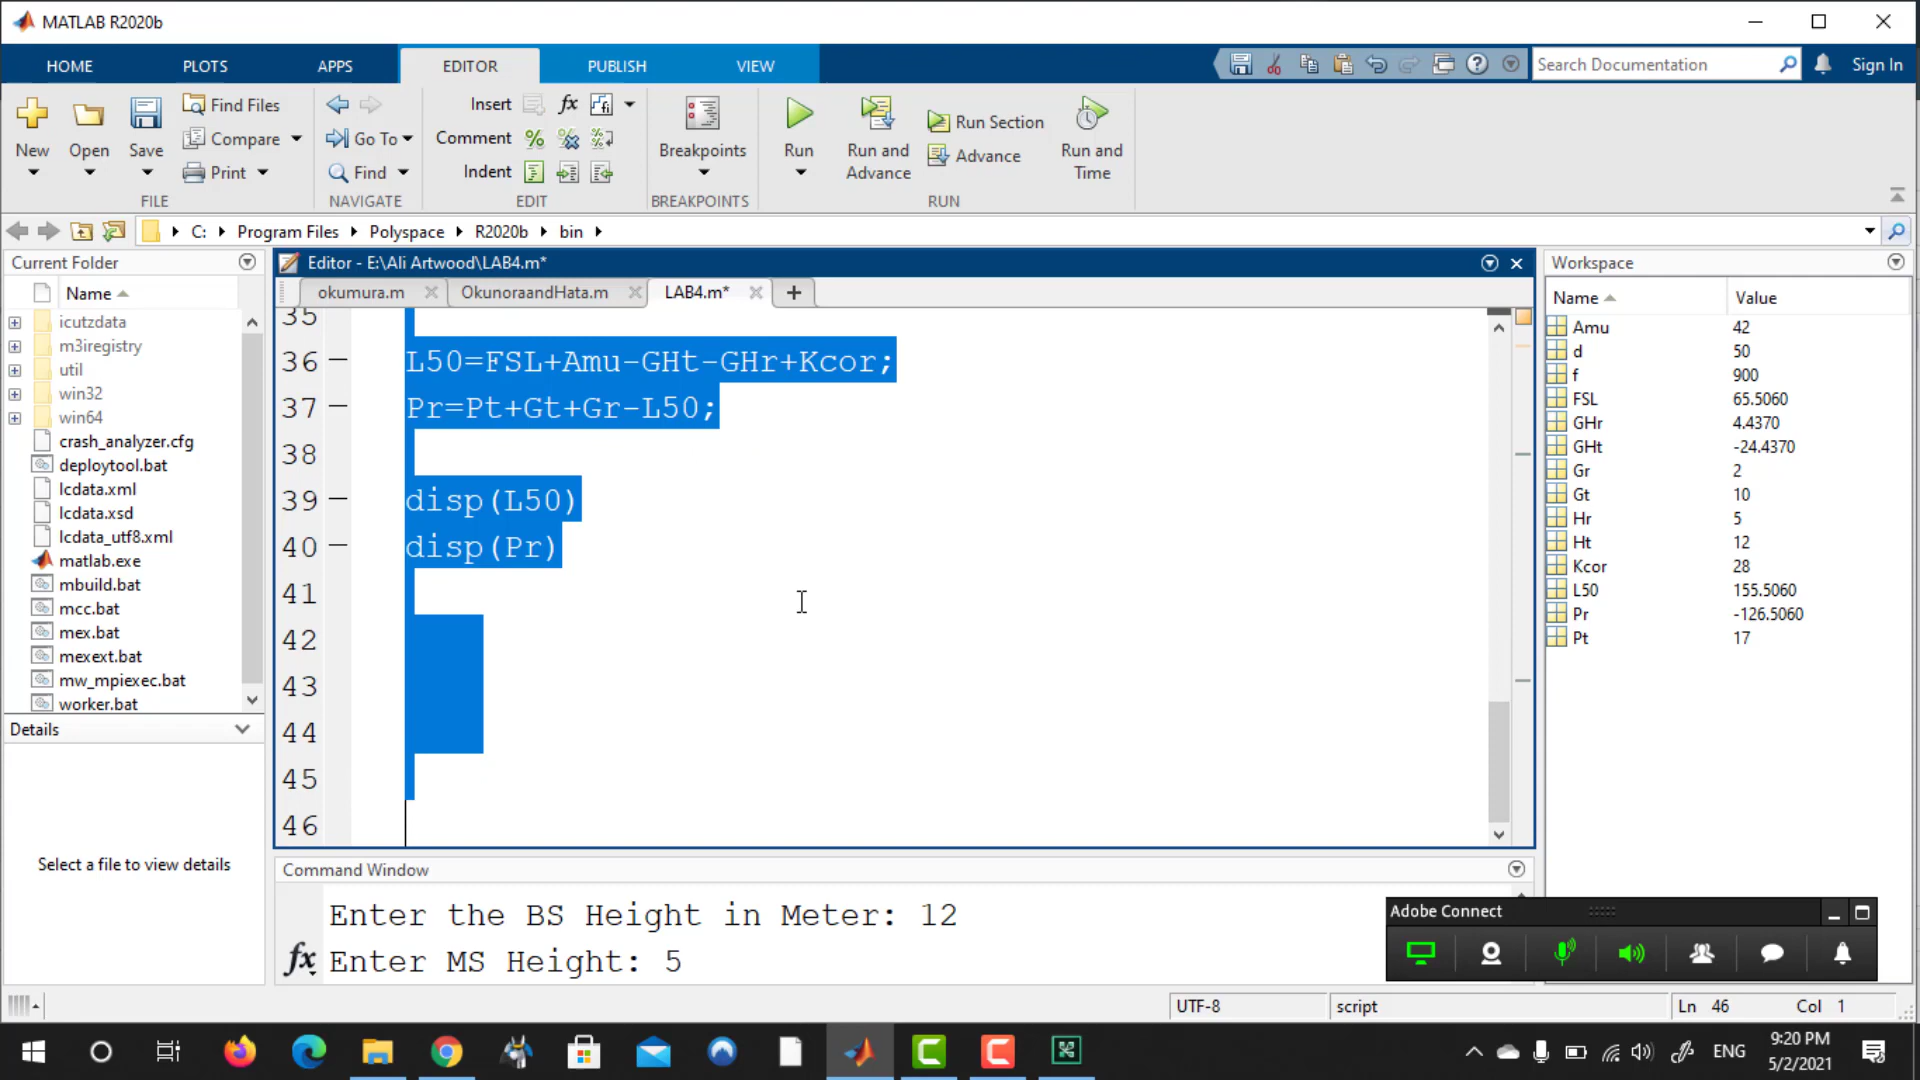 MATLAB R2020b
HOME PLOTS APPS EDITOR PUBLISH VIEW
Search Documentation
Sign In
New Open Save Find Files Compare Print
FILE
Go To Find
NAVIGATE
Insert fx
Comment
Indent
EDIT
Breakpoints
BREAKPOINTS
Run
Run and Advance
Run Section
Advance
Run and Time
RUN
C: Program Files Polyspace R2020b bin
Current Folder
Name
icutzdata
m3iregistry
util
win32
win64
crash_analyzer.cfg
deploytool.bat
lcdata.xml
lcdata.xsd
lcdata_utf8.xml
matlab.exe
mbuild.bat
mcc.bat
mex.bat
mexext.bat
mw_mpiexec.bat
worker.bat
Details
Select a file to view details
Editor - E:\Ali Artwood\LAB4.m*
okumura.m OkunoraandHata.m LAB4.m*
35
36 L50=FSL+Amu-GHt-GHr+Kcor;
37 Pr=Pt+Gt+Gr-L50;
38
39 disp(L50)
40 disp(Pr)
41
42
43
44
45
46
Command Window
Enter the BS Height in Meter: 12
fx Enter MS Height: 5
Workspace
Name Value
Amu 42
d 50
f 900
FSL 65.5060
GHr 4.4370
GHt -24.4370
Gr 2
Gt 10
Hr 5
Ht 12
Kcor 28
L50 155.5060
Pr -126.5060
Pt 17
Adobe Connect
UTF-8 script Ln 46 Col 1
ENG
9:20 PM
5/2/2021